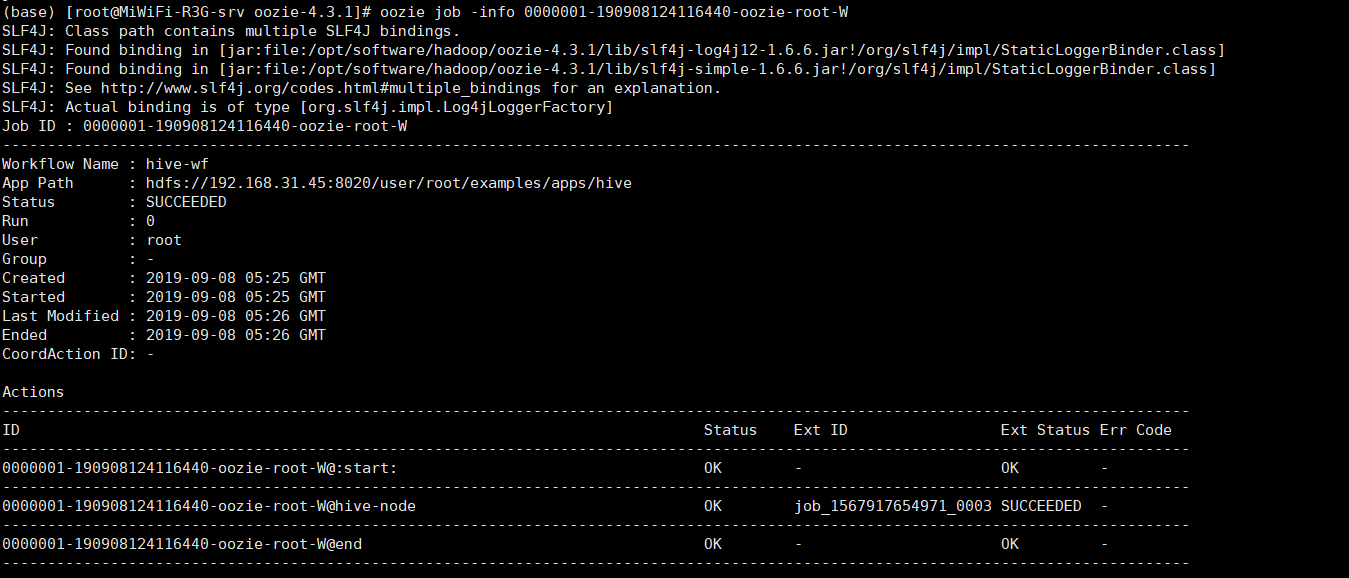 (base) [root@MiWiFi-R3G-srv oozie-4.3.1]# oozie job -info 0000001-190908124116440-oozie-root-W
SLF4J: Class path contains multiple SLF4J bindings.
SLF4J: Found binding in [jar:file:/opt/software/hadoop/oozie-4.3.1/lib/slf4j-log4j12-1.6.6.jar!/org/slf4j/impl/StaticLoggerBinder.class]
SLF4J: Found binding in [jar:file:/opt/software/hadoop/oozie-4.3.1/lib/slf4j-simple-1.6.6.jar!/org/slf4j/impl/StaticLoggerBinder.class]
SLF4J: See http://www.slf4j.org/codes.html#multiple_bindings for an explanation.
SLF4J: Actual binding is of type [org.slf4j.impl.Log4jLoggerFactory]
Job ID : 0000001-190908124116440-oozie-root-W
------------------------------------------------------------------------------------------------------------------------------------
Workflow Name : hive-wf
App Path      : hdfs://192.168.31.45:8020/user/root/examples/apps/hive
Status        : SUCCEEDED
Run           : 0
User          : root
Group         : -
Created       : 2019-09-08 05:25 GMT
Started       : 2019-09-08 05:25 GMT
Last Modified : 2019-09-08 05:26 GMT
Ended         : 2019-09-08 05:26 GMT
CoordAction ID: -
Actions
------------------------------------------------------------------------------------------------------------------------------------
ID                                                                            Status    Ext ID                 Ext Status Err Code
------------------------------------------------------------------------------------------------------------------------------------
0000001-190908124116440-oozie-root-W@:start:                                  OK        -                      OK         -
------------------------------------------------------------------------------------------------------------------------------------
0000001-190908124116440-oozie-root-W@hive-node                                OK        job_1567917654971_0003 SUCCEEDED  -
------------------------------------------------------------------------------------------------------------------------------------
0000001-190908124116440-oozie-root-W@end                                      OK        -                      OK         -
------------------------------------------------------------------------------------------------------------------------------------